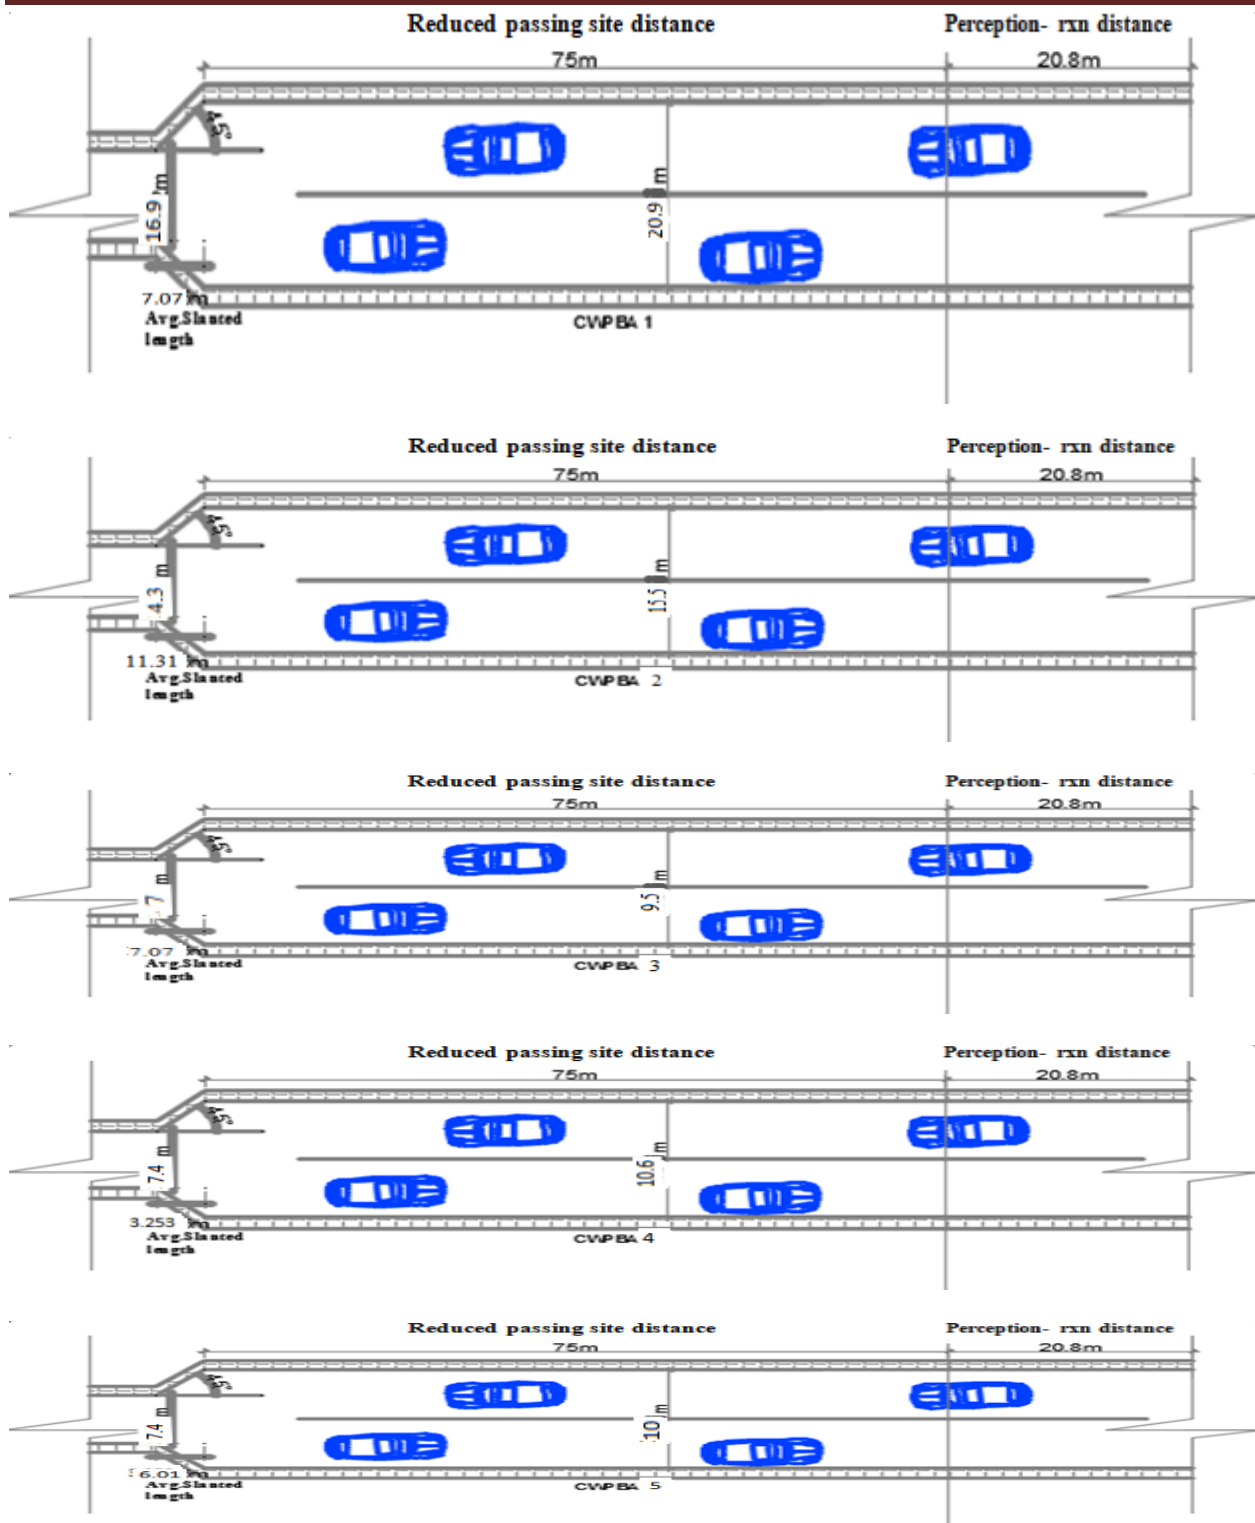 Reduced passing site distance Perception- rxn distance
75m 20.8m
45°
16.9 m 20.9 m
7.07 m
Avg.Slanted
length
CWPBA 1
Reduced passing site distance Perception- rxn distance
75m 20.8m
45°
4.3 m 15.5 m
11.31 m
Avg.Slanted
length
CWPBA 2
Reduced passing site distance Perception- rxn distance
75m 20.8m
45°
7 m 9.5 m
7.07 m
Avg.Slanted
length
CWPBA 3
Reduced passing site distance Perception- rxn distance
75m 20.8m
45°
7.4 m 10.6 m
3.253 m
Avg.Slanted
length
CWPBA 4
Reduced passing site distance Perception- rxn distance
75m 20.8m
45°
7.4 m 10 m
6.01 m
Avg.Slanted
length
CWPBA 5